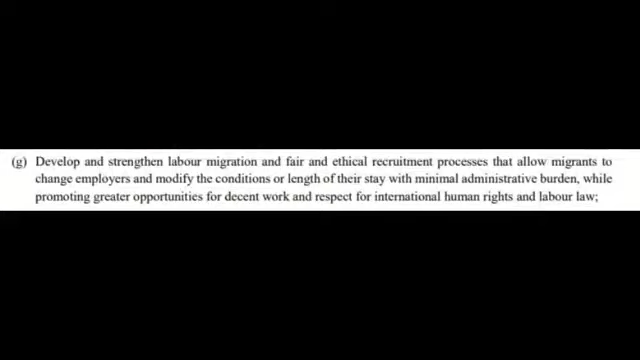 (g) Develop and strengthen labour migration and fair and ethical recruitment processes that allow migrants to
change employers and modify the conditions or length of their stay with minimal administrative burden, while
promoting greater opportunities for decent work and respect for international human rights and labour law;